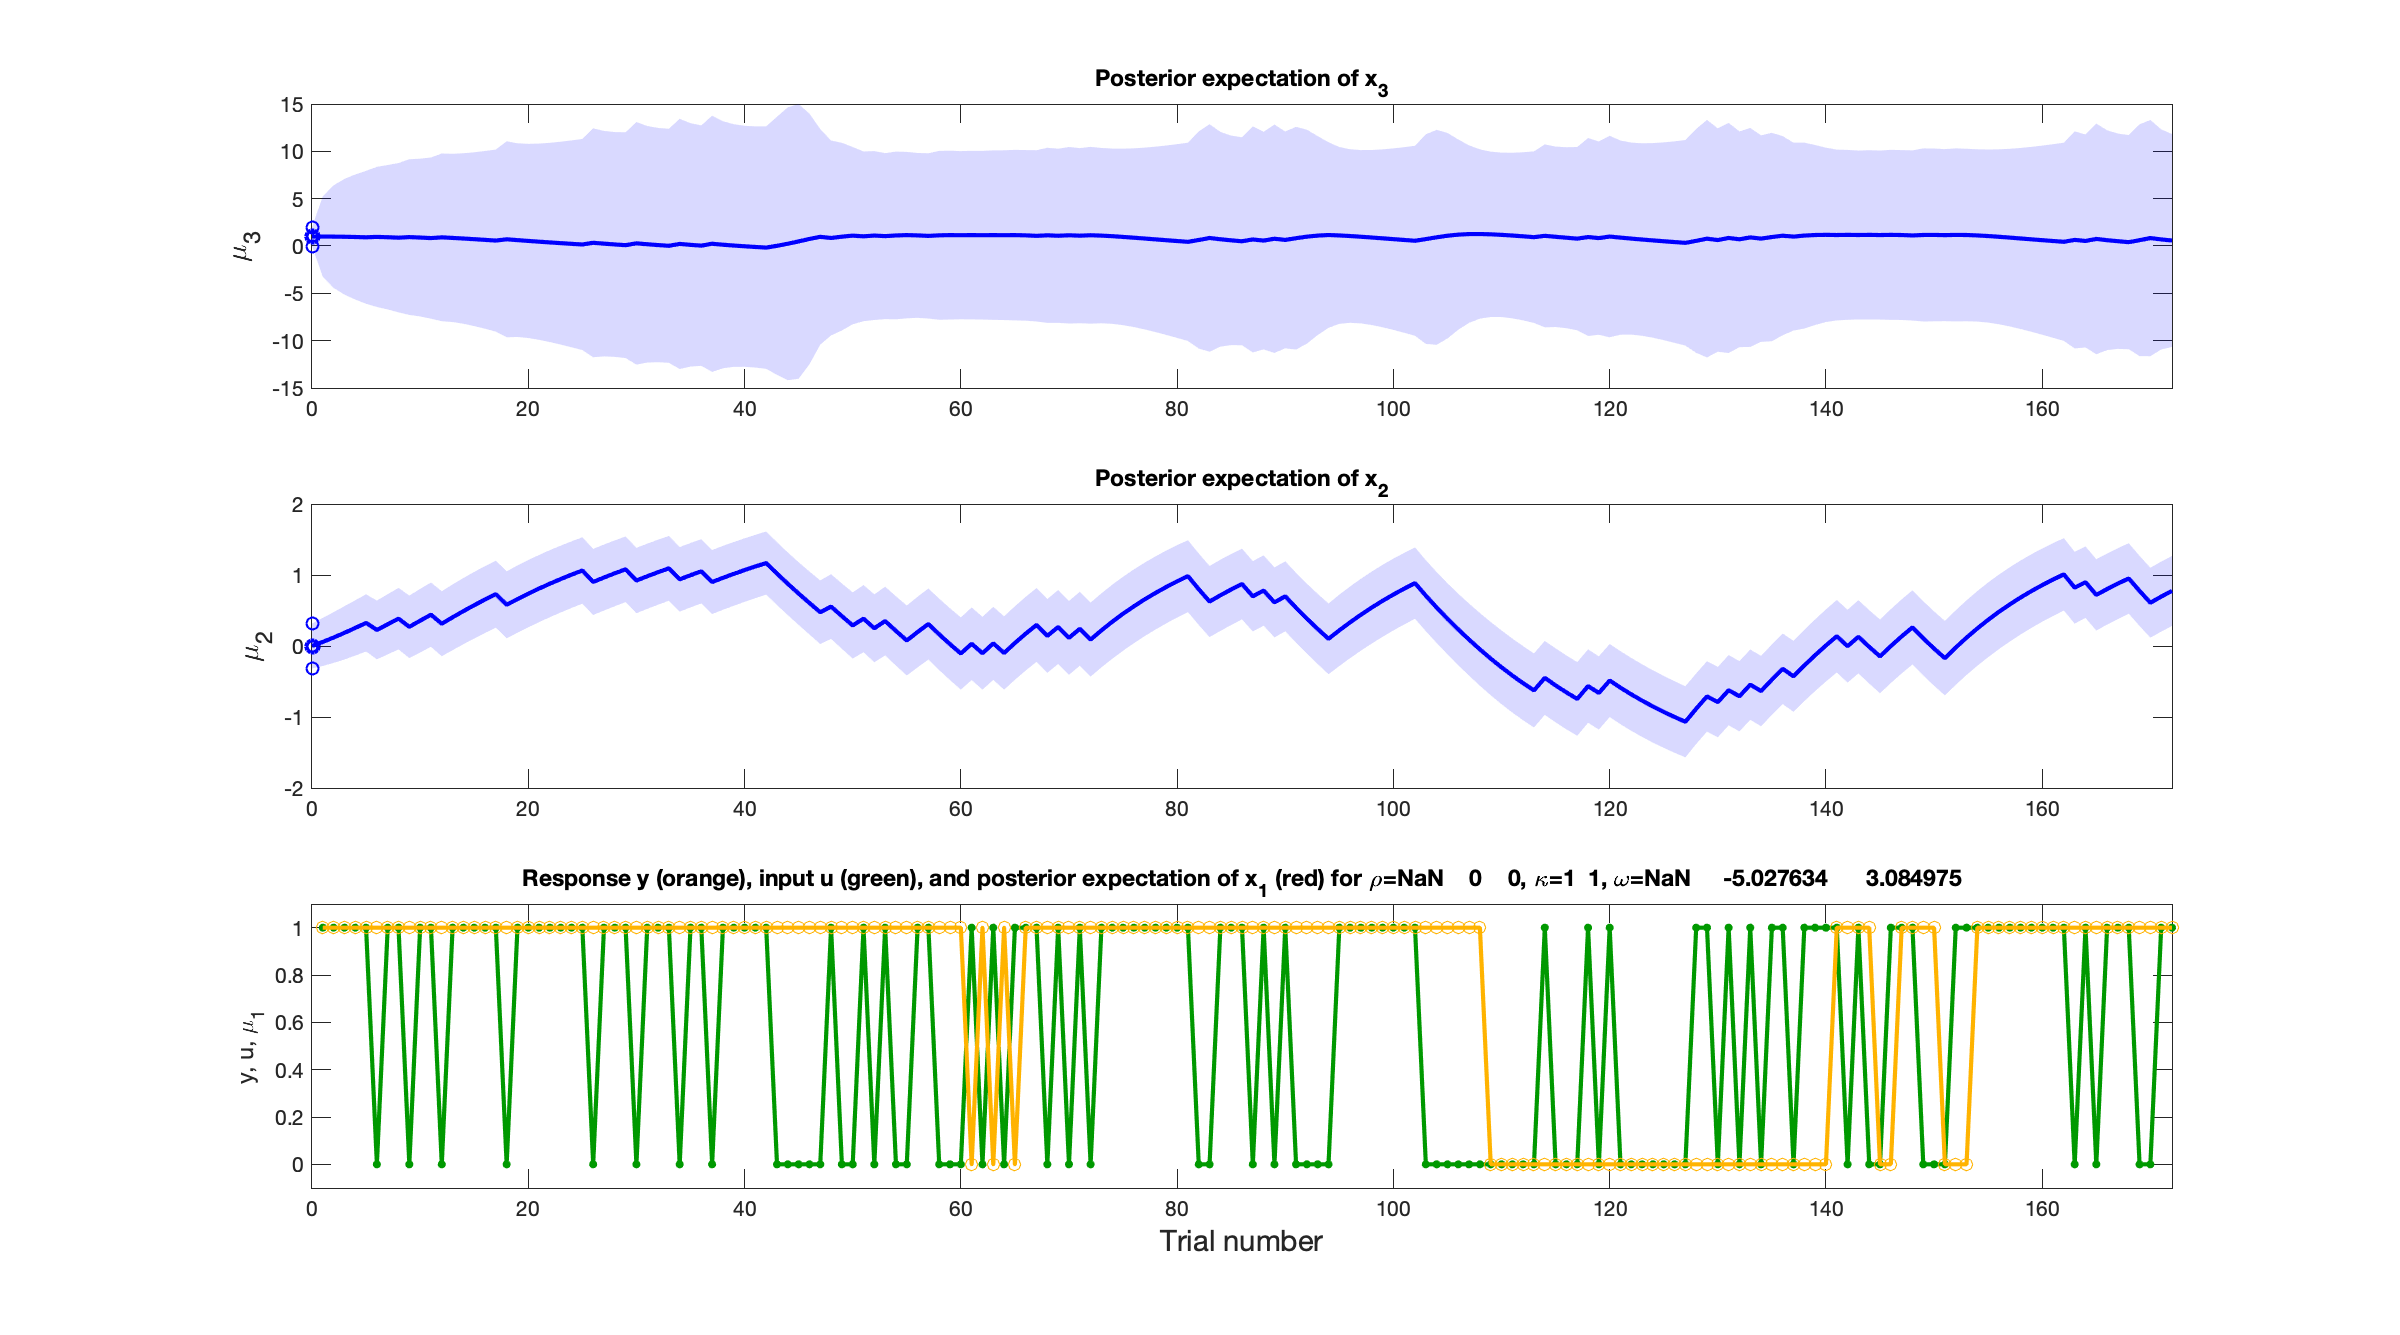 Posterior expectation of x3
15
10
5
0
-5
-10
-15
μ3
0 20 40 60 80 100 120 140 160
Posterior expectation of x2
2
1
0
-1
-2
μ2
0 20 40 60 80 100 120 140 160
Response y (orange), input u (green), and posterior expectation of x1 (red) for ρ=NaN 0 0, κ=1 1, ω=NaN -5.027634 3.084975
1
0.8
0.6
0.4
0.2
0
y, u, μ1
0 20 40 60 80 100 120 140 160
Trial number